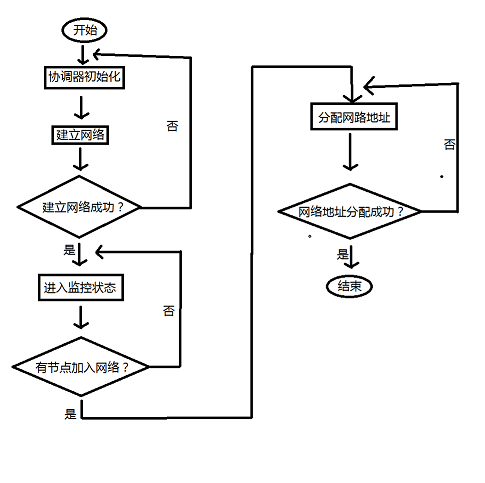 开始
协调器初始化
建立网络
否
建立网络成功？
是
进入监控状态
否
有节点加入网络？
是
分配网路地址
否
网络地址分配成功？
是
结束